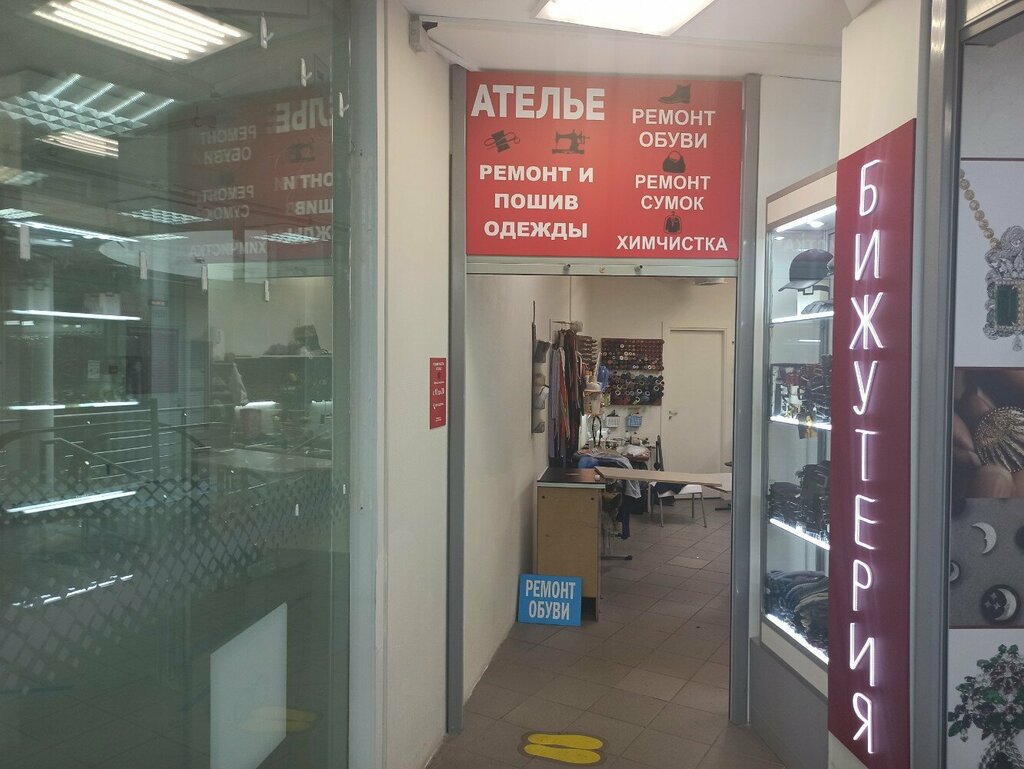 АТЕЛЬЕ
РЕМОНТ И
ПОШИВ
ОДЕЖДЫ
РЕМОНТ
ОБУВИ
РЕМОНТ
СУМОК
ХИМЧИСТКА
РЕМОНТ
ОБУВИ
БИЖУТЕРИЯ